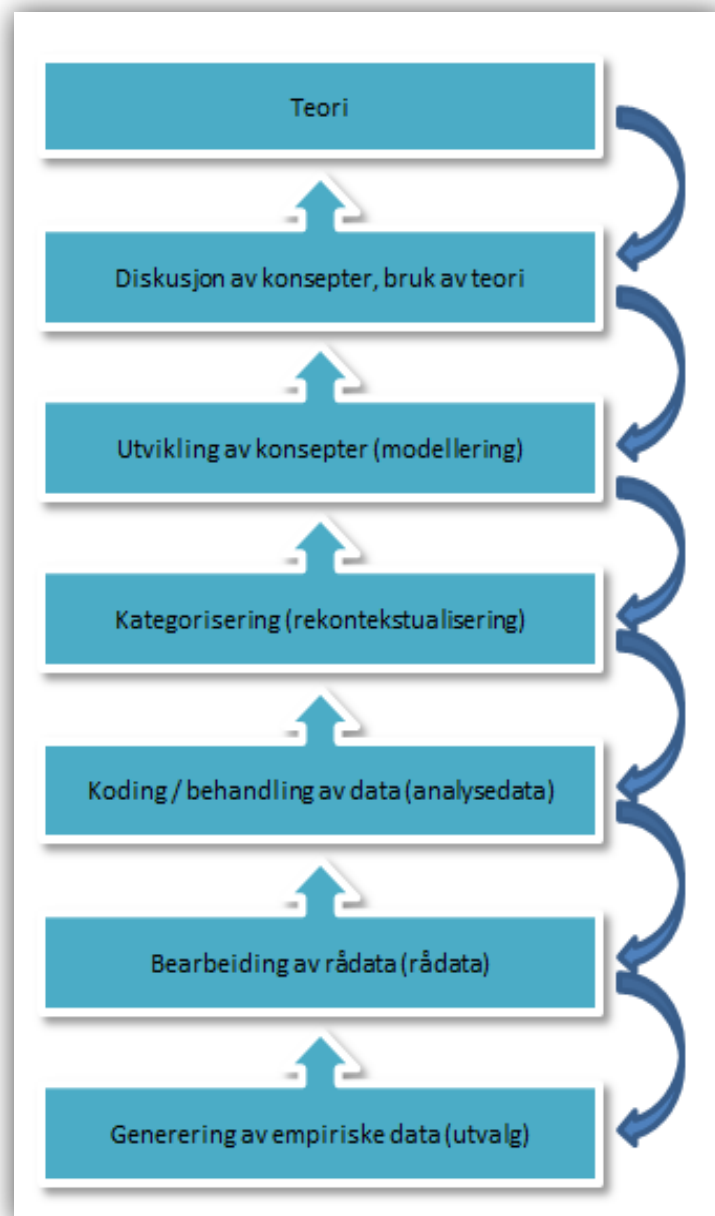 Teori
Diskusjon av konsepter, bruk av teori
Utvikling av konsepter (modellering)
Kategorisering (rekontekstualisering)
Koding / behandling av data (analysedata)
Bearbeiding av rådata (rådata)
Generering av empiriske data (utvalg)